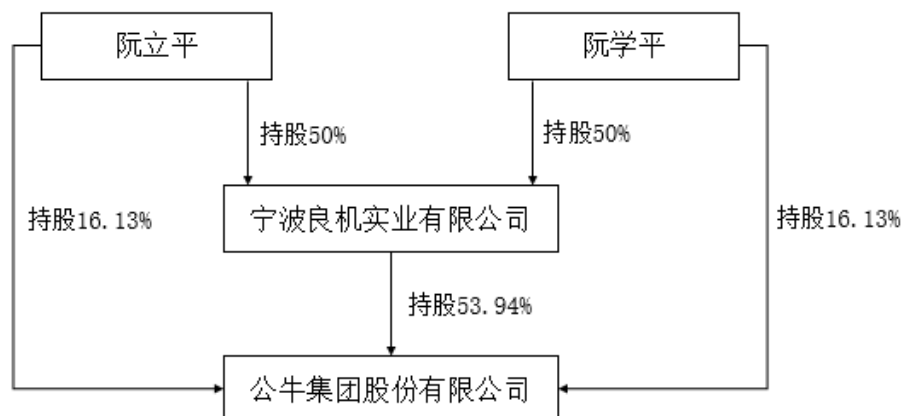 阮立平
阮学平
持股50%
持股50%
持股16.13%
宁波良机实业有限公司
持股16.13%
持股53.94%
公牛集团股份有限公司